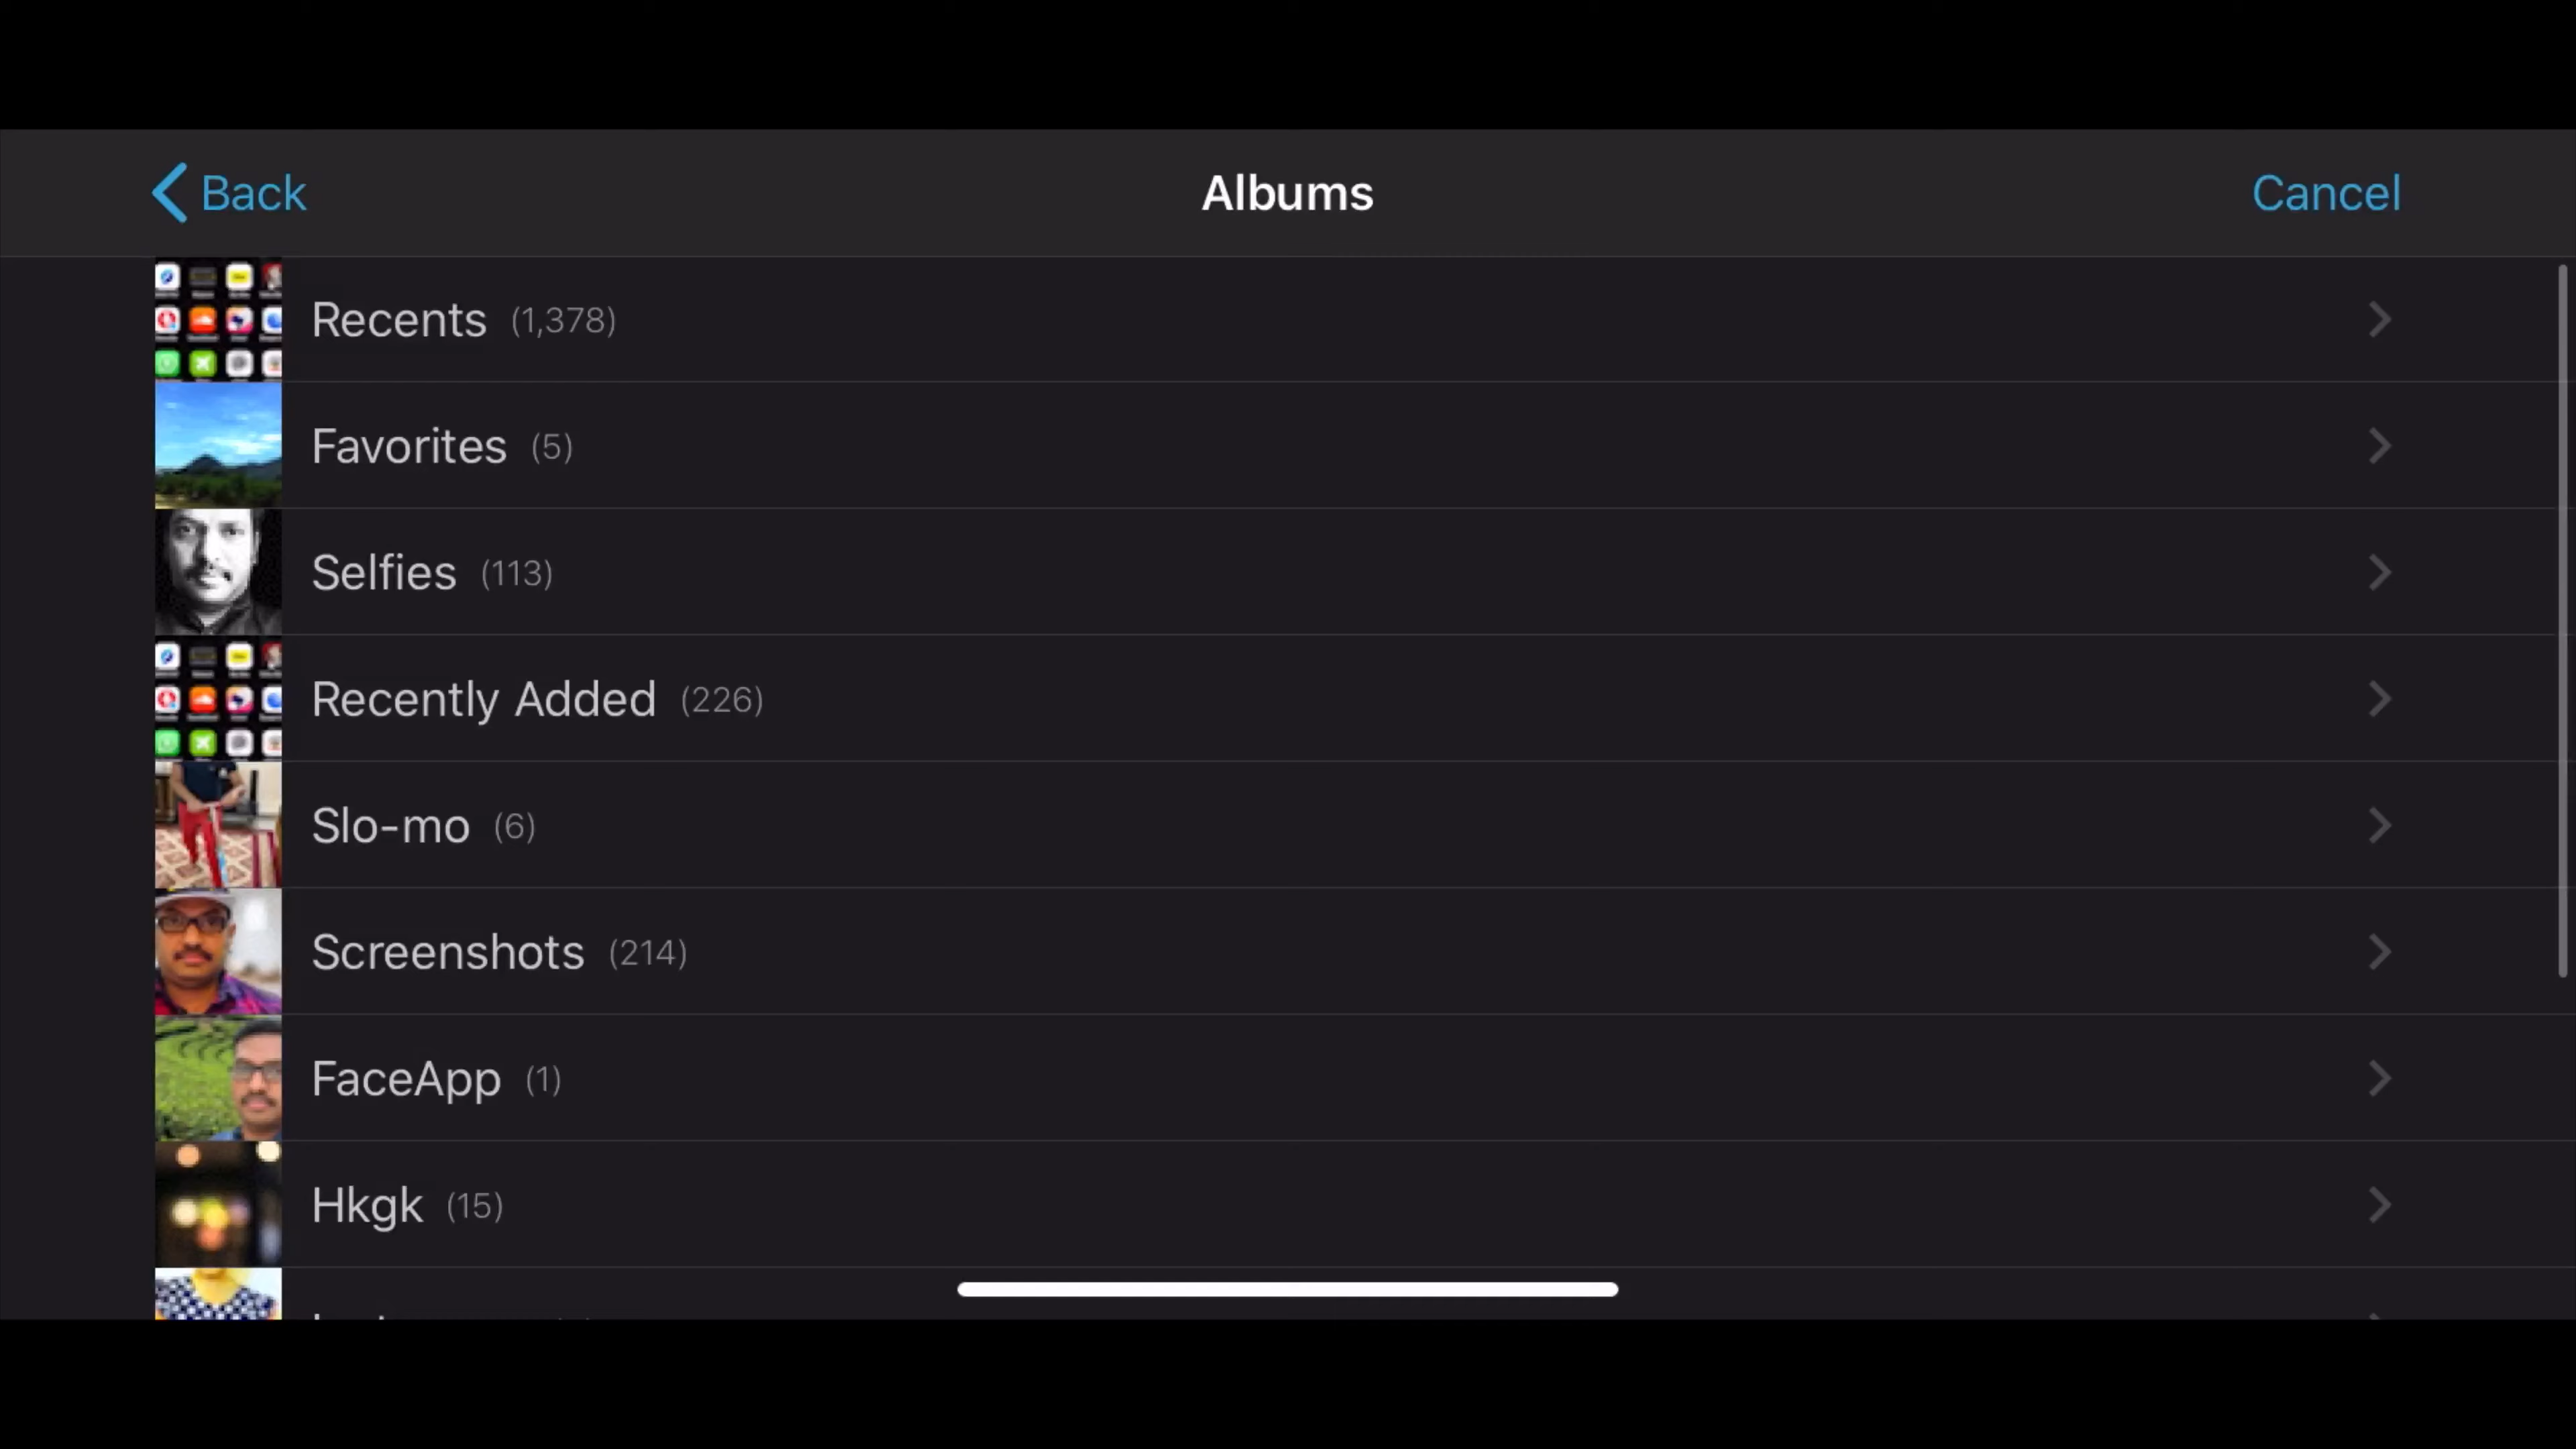 Back
Albums
Cancel
Recents (1,378)
Favorites (5)
Selfies (113)
Recently Added (226)
Slo-mo (6)
Screenshots (214)
FaceApp (1)
Hkgk (15)